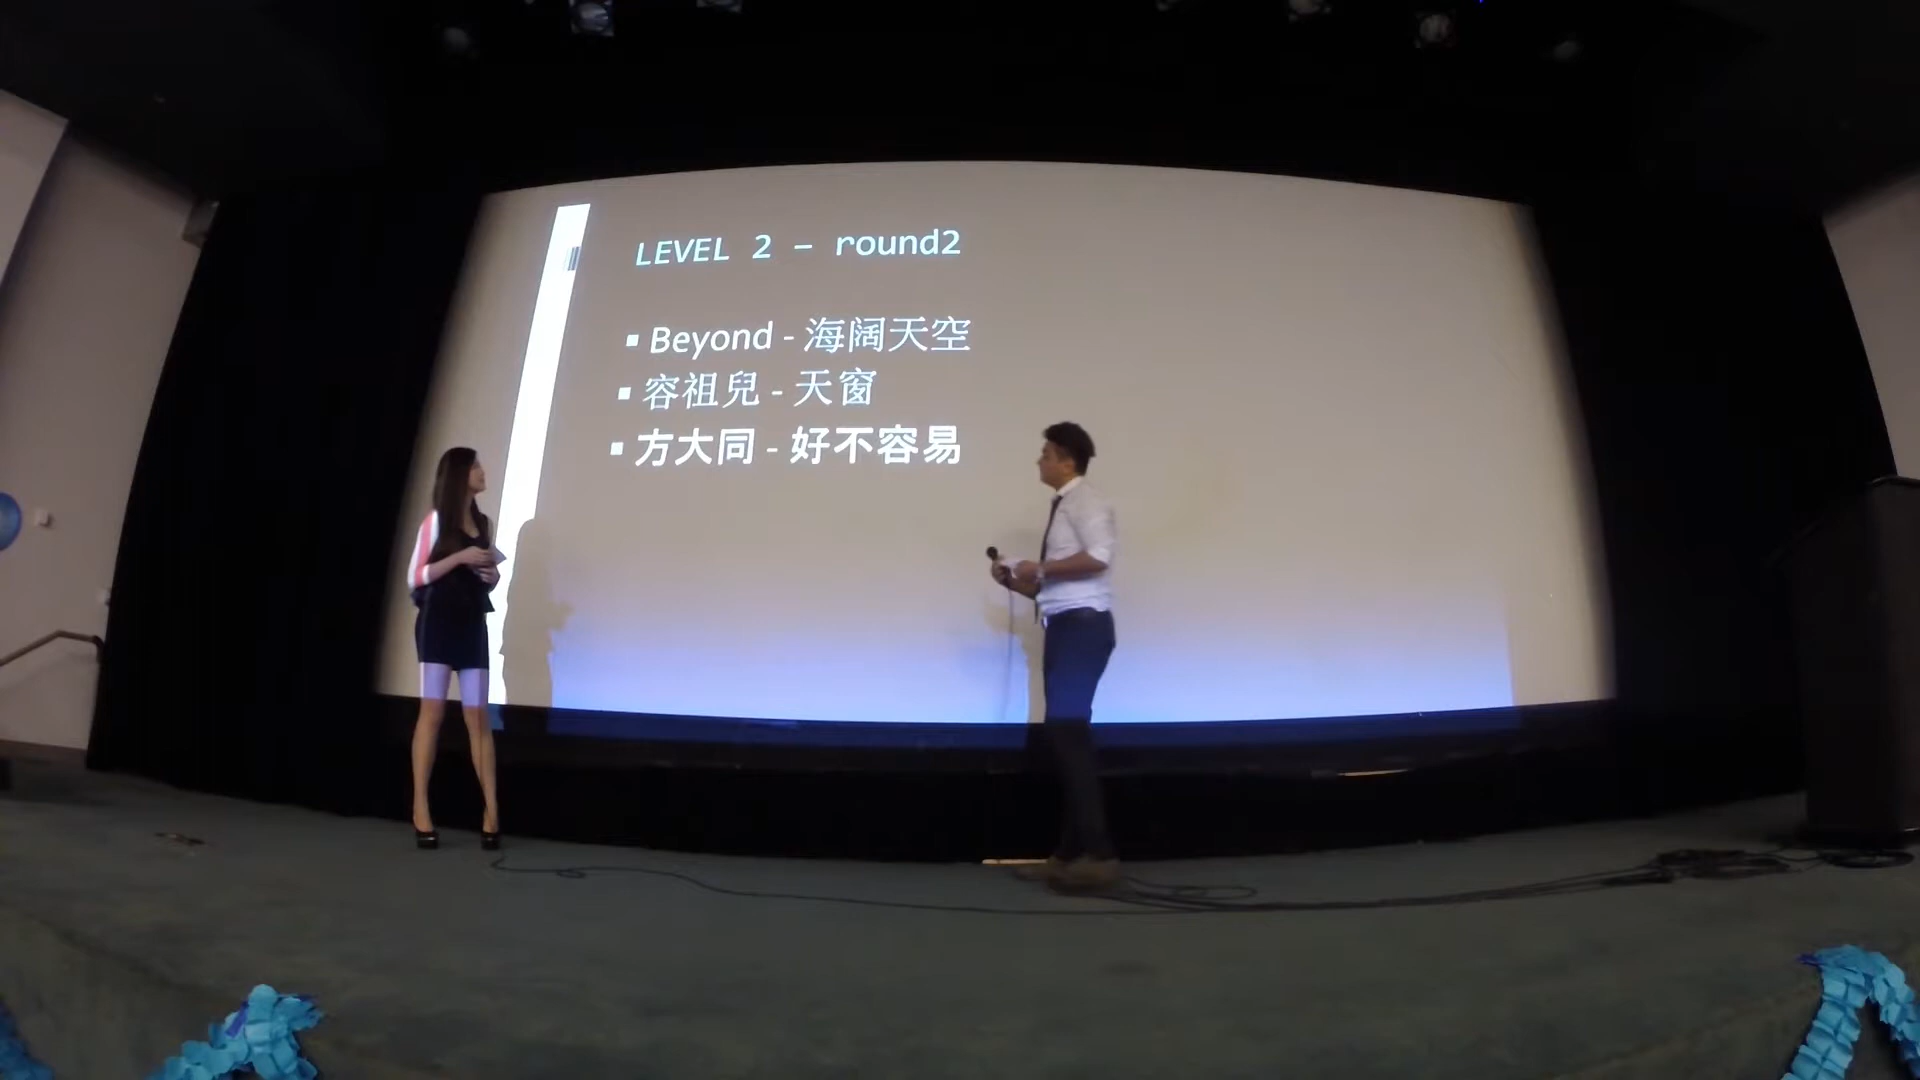 LEVEL 2 – round2
▪ Beyond - 海闊天空
▪ 容祖兒 - 天窗
▪ 方大同 - 好不容易